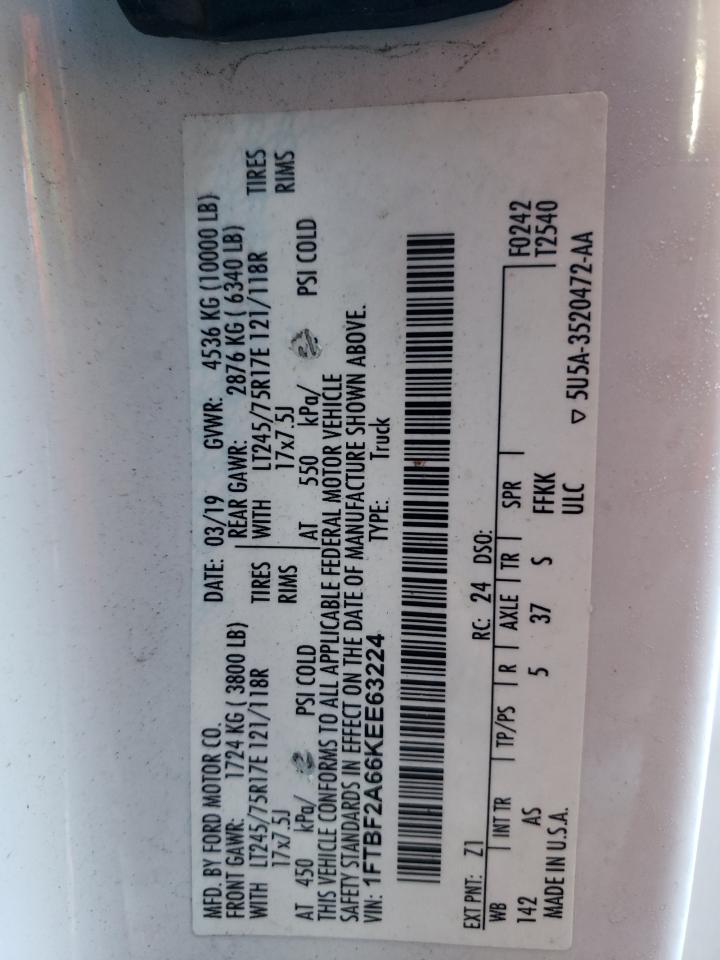 MFD. BY FORD MOTOR CO.
DATE: 03/19 GVWR: 4536 KG (10000 LB)
FRONT GAWR: 1724 KG ( 3800 LB) REAR GAWR: 2876 KG ( 6340 LB)
WITH LT245/75R17E 121/118R TIRES WITH LT245/75R17E 121/118R TIRES
17x7.5J RIMS 17x7.5J RIMS
AT 450 kPa/ PSI COLD AT 550 kPa/ PSI COLD
THIS VEHICLE CONFORMS TO ALL APPLICABLE FEDERAL MOTOR VEHICLE
SAFETY STANDARDS IN EFFECT ON THE DATE OF MANUFACTURE SHOWN ABOVE.
VIN: 1FTBF2A66KEE63224 TYPE: Truck
EXT PNT: Z1 RC: 24 DSO:
WB INT TR TP/PS R AXLE TR SPR F0242
142 AS 5 37 S FFKK T2540
MADE IN U.S.A. ULC ▽ 5U5A-3520472-AA